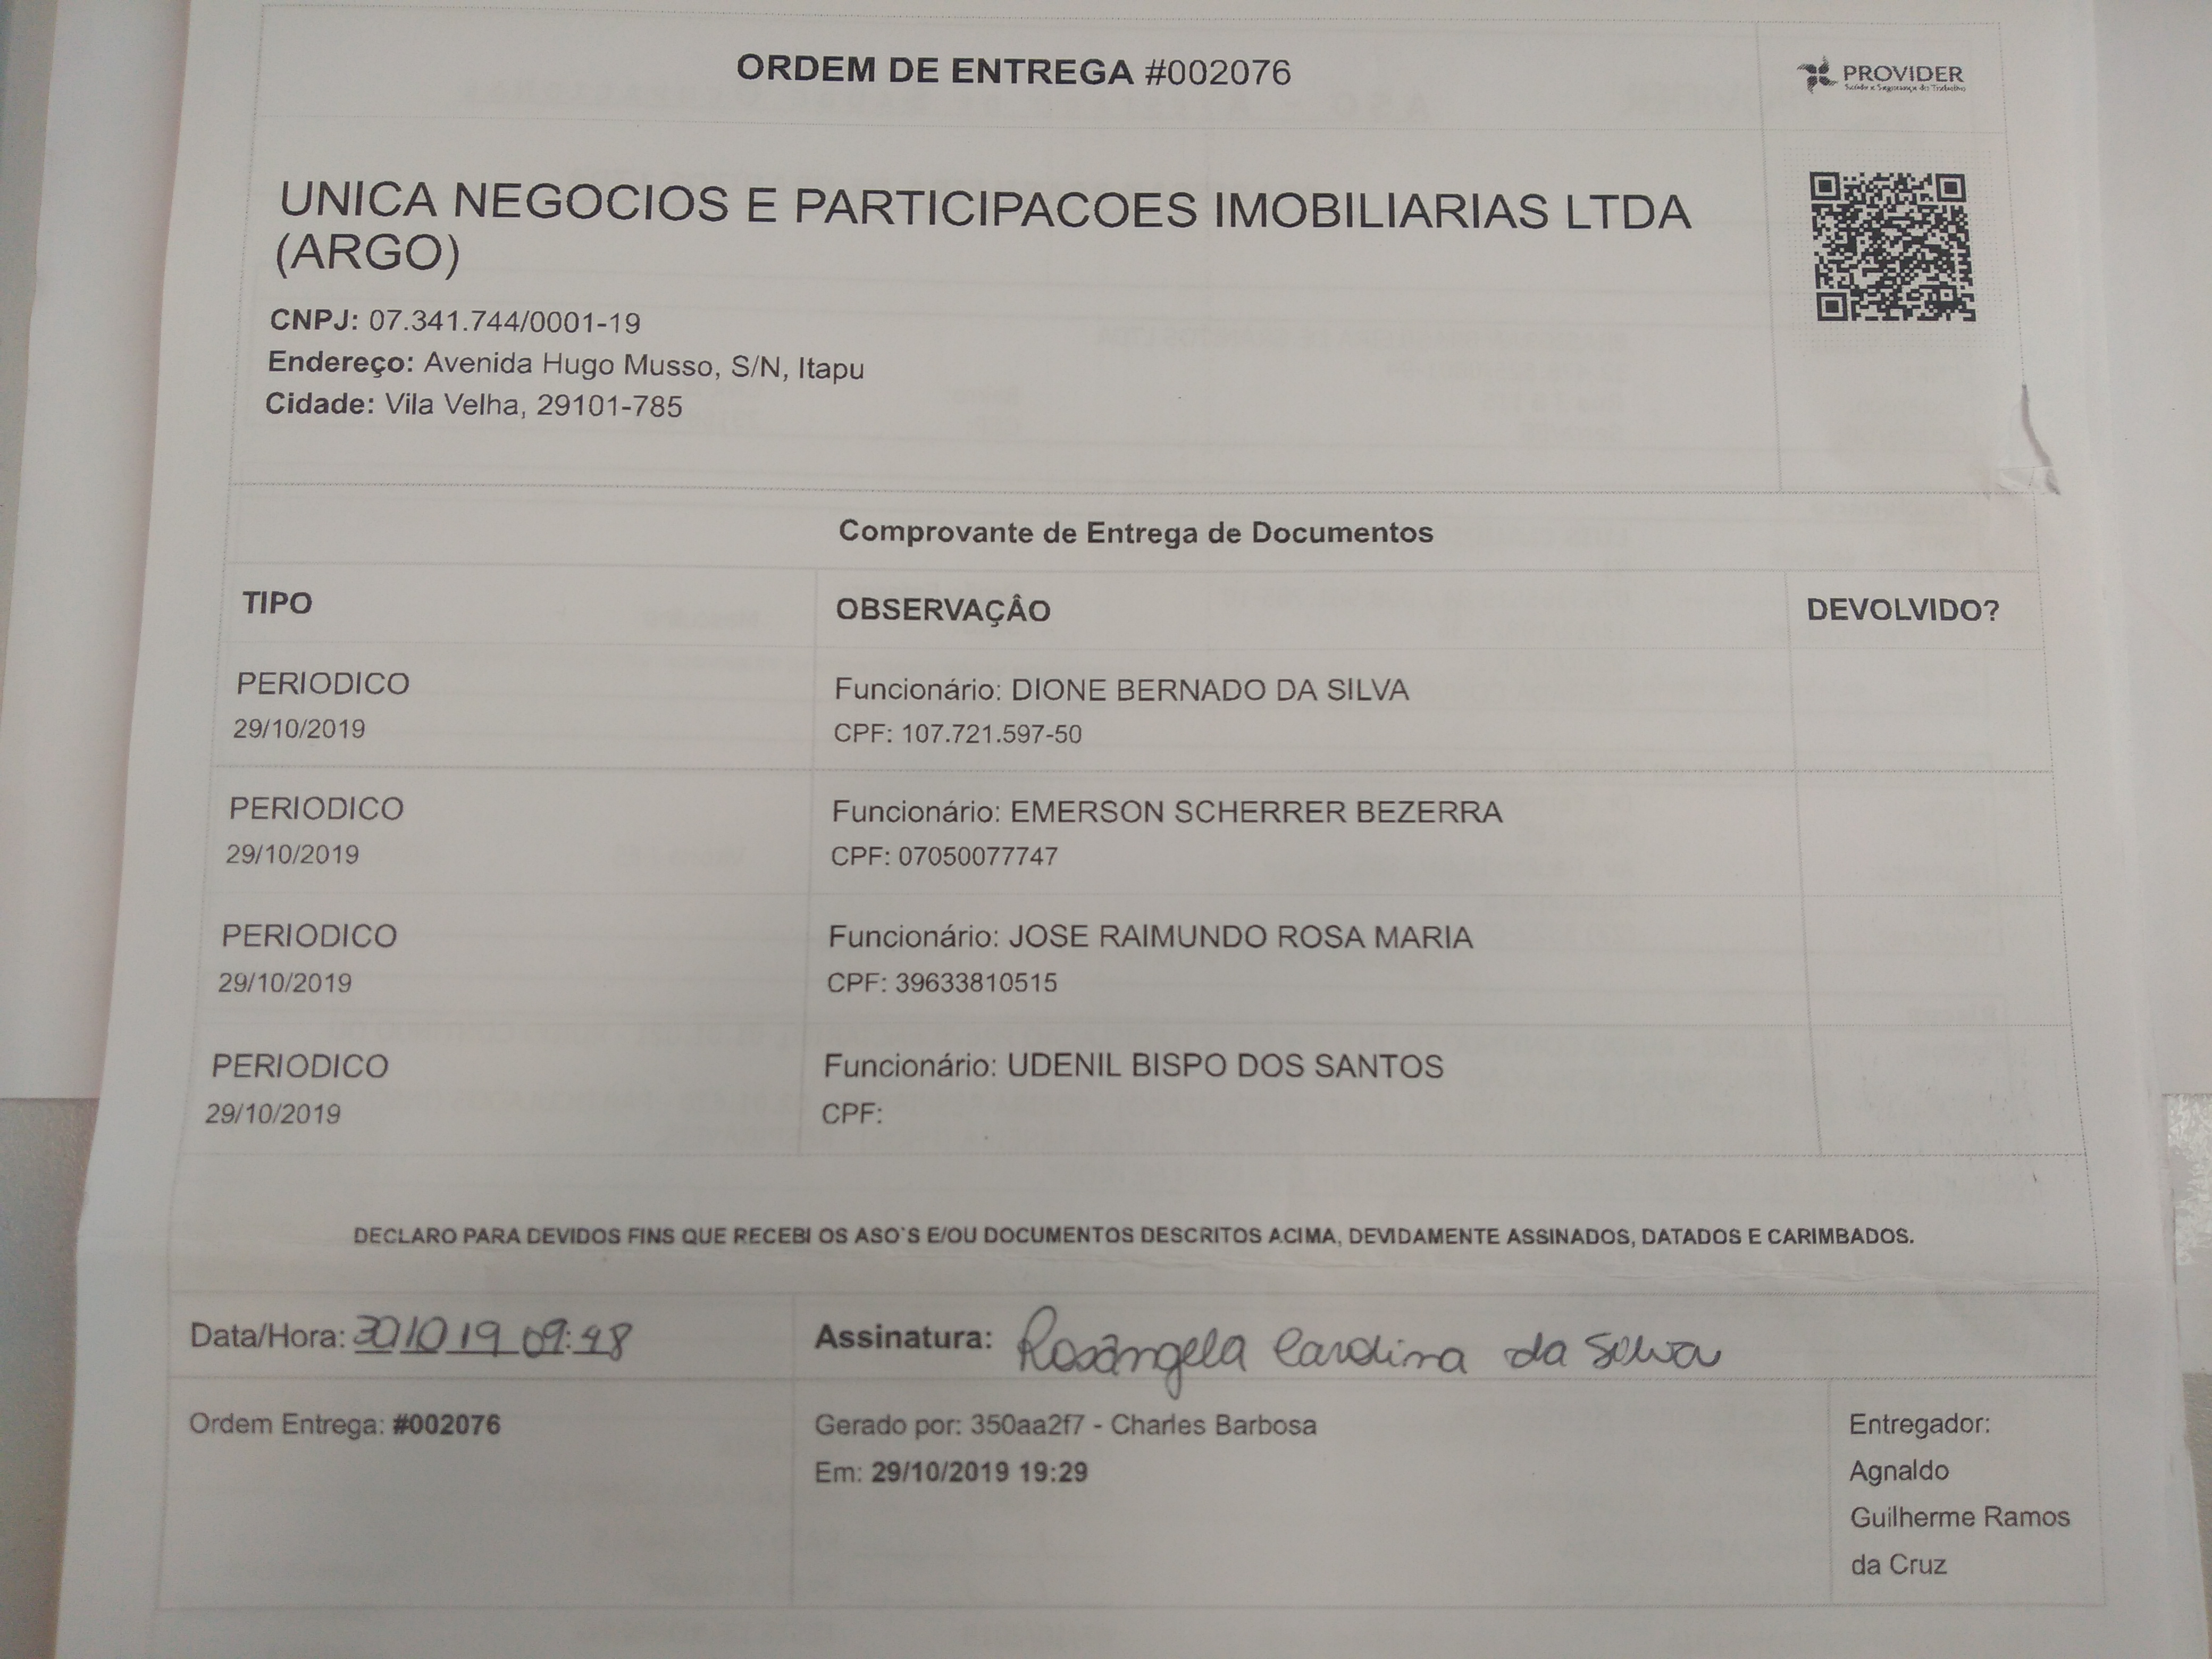 ORDEM DE ENTREGA #002076
PROVIDER
Saúde e Segurança do Trabalho
UNICA NEGOCIOS E PARTICIPACOES IMOBILIARIAS LTDA
(ARGO)
CNPJ: 07.341.744/0001-19
Endereço: Avenida Hugo Musso, S/N, Itapu
Cidade: Vila Velha, 29101-785
Comprovante de Entrega de Documentos
TIPO OBSERVAÇÂO DEVOLVIDO?
PERIODICO Funcionário: DIONE BERNADO DA SILVA
29/10/2019 CPF: 107.721.597-50
PERIODICO Funcionário: EMERSON SCHERRER BEZERRA
29/10/2019 CPF: 07050077747
PERIODICO Funcionário: JOSE RAIMUNDO ROSA MARIA
29/10/2019 CPF: 39633810515
PERIODICO Funcionário: UDENIL BISPO DOS SANTOS
29/10/2019 CPF:
DECLARO PARA DEVIDOS FINS QUE RECEBI OS ASO`S E/OU DOCUMENTOS DESCRITOS ACIMA, DEVIDAMENTE ASSINADOS, DATADOS E CARIMBADOS.
Data/Hora: 30/10 19 09:48 Assinatura: Rosângela Carolina da Silva
Ordem Entrega: #002076 Gerado por: 350aa2f7 - Charles Barbosa
Em: 29/10/2019 19:29
Entregador:
Agnaldo
Guilherme Ramos
da Cruz